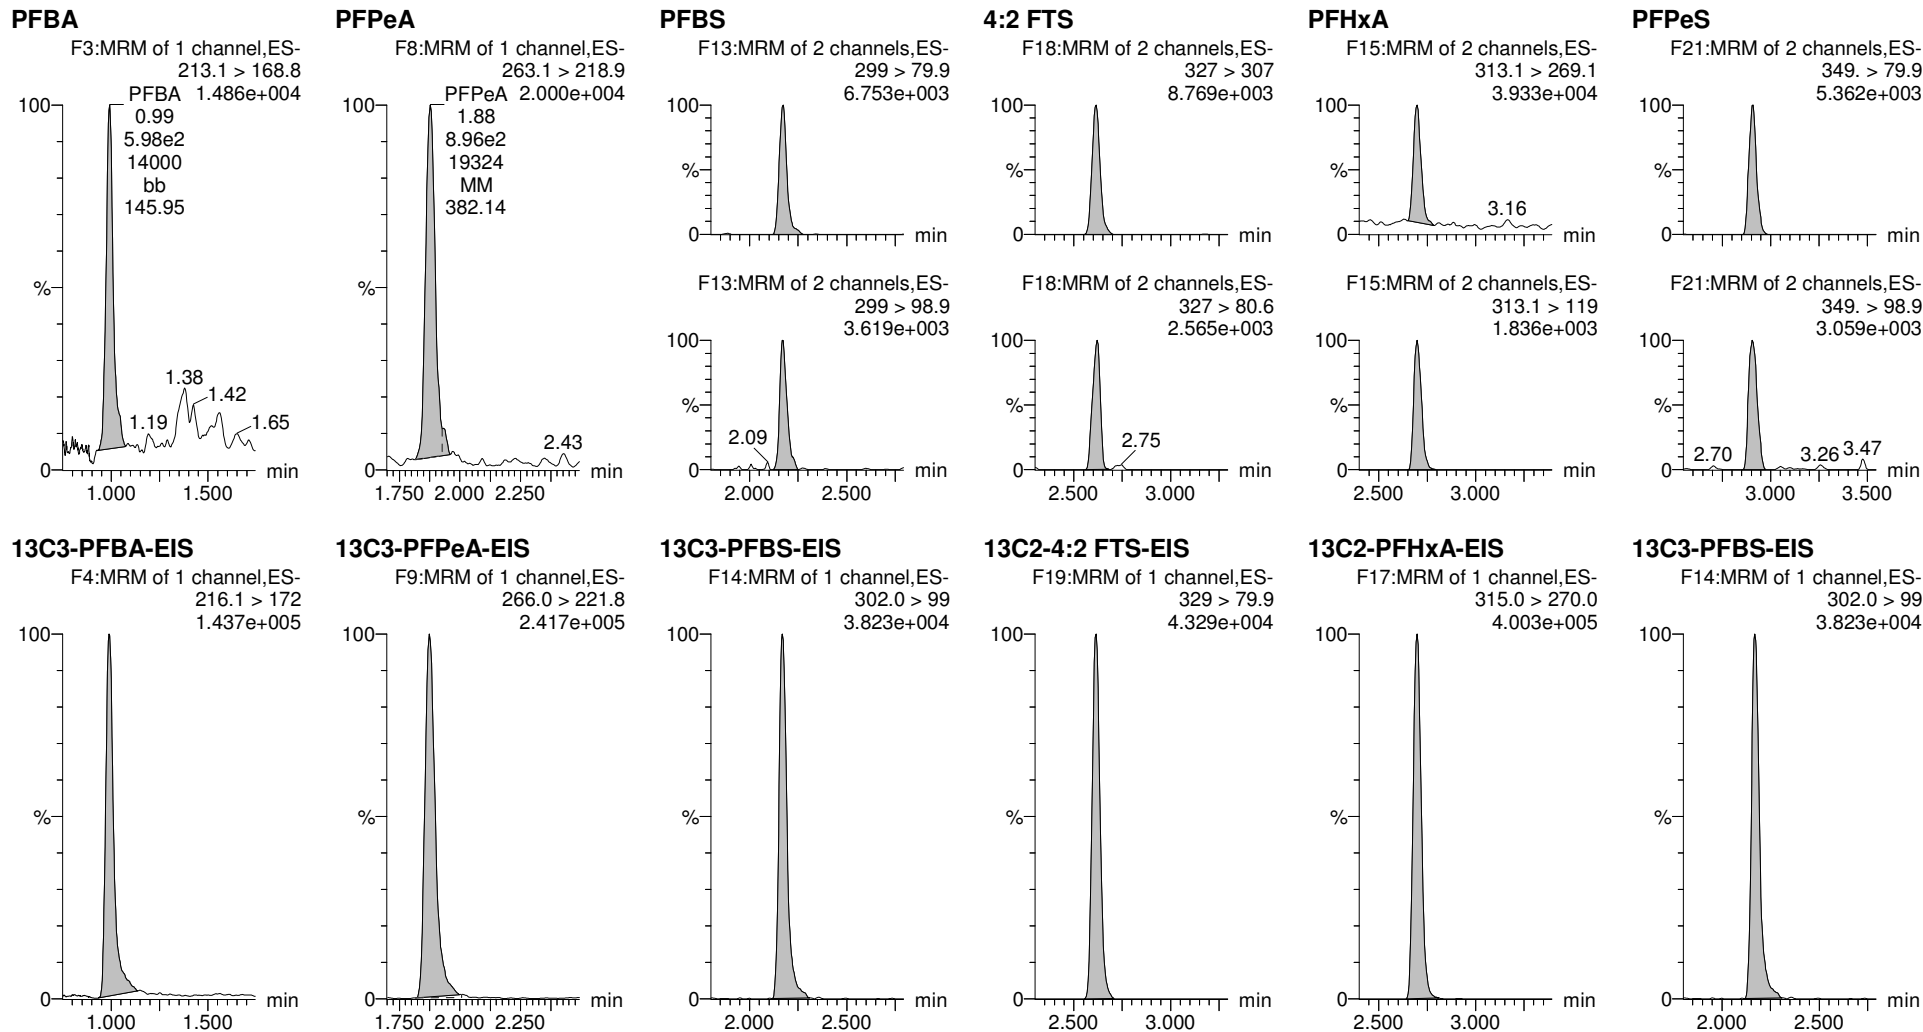 PFBA
F3:MRM of 1 channel,ES-
213.1 > 168.8
1.486e+004
100
%
0
PFBA
0.99
5.98e2
14000
bb
145.95
1.19
1.38
1.42
1.65
min
1.000 1.500
PFPeA
F8:MRM of 1 channel,ES-
263.1 > 218.9
2.000e+004
100
%
0
PFPeA
1.88
8.96e2
19324
MM
382.14
2.43
min
1.750 2.000 2.250
PFBS
F13:MRM of 2 channels,ES-
299 > 79.9
6.753e+003
100
%
0
min
F13:MRM of 2 channels,ES-
299 > 98.9
3.619e+003
100
%
0
2.09
min
2.000 2.500
4:2 FTS
F18:MRM of 2 channels,ES-
327 > 307
8.769e+003
100
%
0
min
F18:MRM of 2 channels,ES-
327 > 80.6
2.565e+003
100
%
0
2.75
min
2.500 3.000
PFHxA
F15:MRM of 2 channels,ES-
313.1 > 269.1
3.933e+004
100
%
0
3.16
min
F15:MRM of 2 channels,ES-
313.1 > 119
1.836e+003
100
%
0
min
2.500 3.000
PFPeS
F21:MRM of 2 channels,ES-
349. > 79.9
5.362e+003
100
%
0
min
F21:MRM of 2 channels,ES-
349. > 98.9
3.059e+003
100
%
0
2.70
3.26
3.47
min
3.000 3.500
13C3-PFBA-EIS
F4:MRM of 1 channel,ES-
216.1 > 172
1.437e+005
100
%
0
min
1.000 1.500
13C3-PFPeA-EIS
F9:MRM of 1 channel,ES-
266.0 > 221.8
2.417e+005
100
%
0
min
1.750 2.000 2.250
13C3-PFBS-EIS
F14:MRM of 1 channel,ES-
302.0 > 99
3.823e+004
100
%
0
min
2.000 2.500
13C2-4:2 FTS-EIS
F19:MRM of 1 channel,ES-
329 > 79.9
4.329e+004
100
%
0
min
2.500 3.000
13C2-PFHxA-EIS
F17:MRM of 1 channel,ES-
315.0 > 270.0
4.003e+005
100
%
0
min
2.500 3.000
13C3-PFBS-EIS
F14:MRM of 1 channel,ES-
302.0 > 99
3.823e+004
100
%
0
min
2.000 2.500